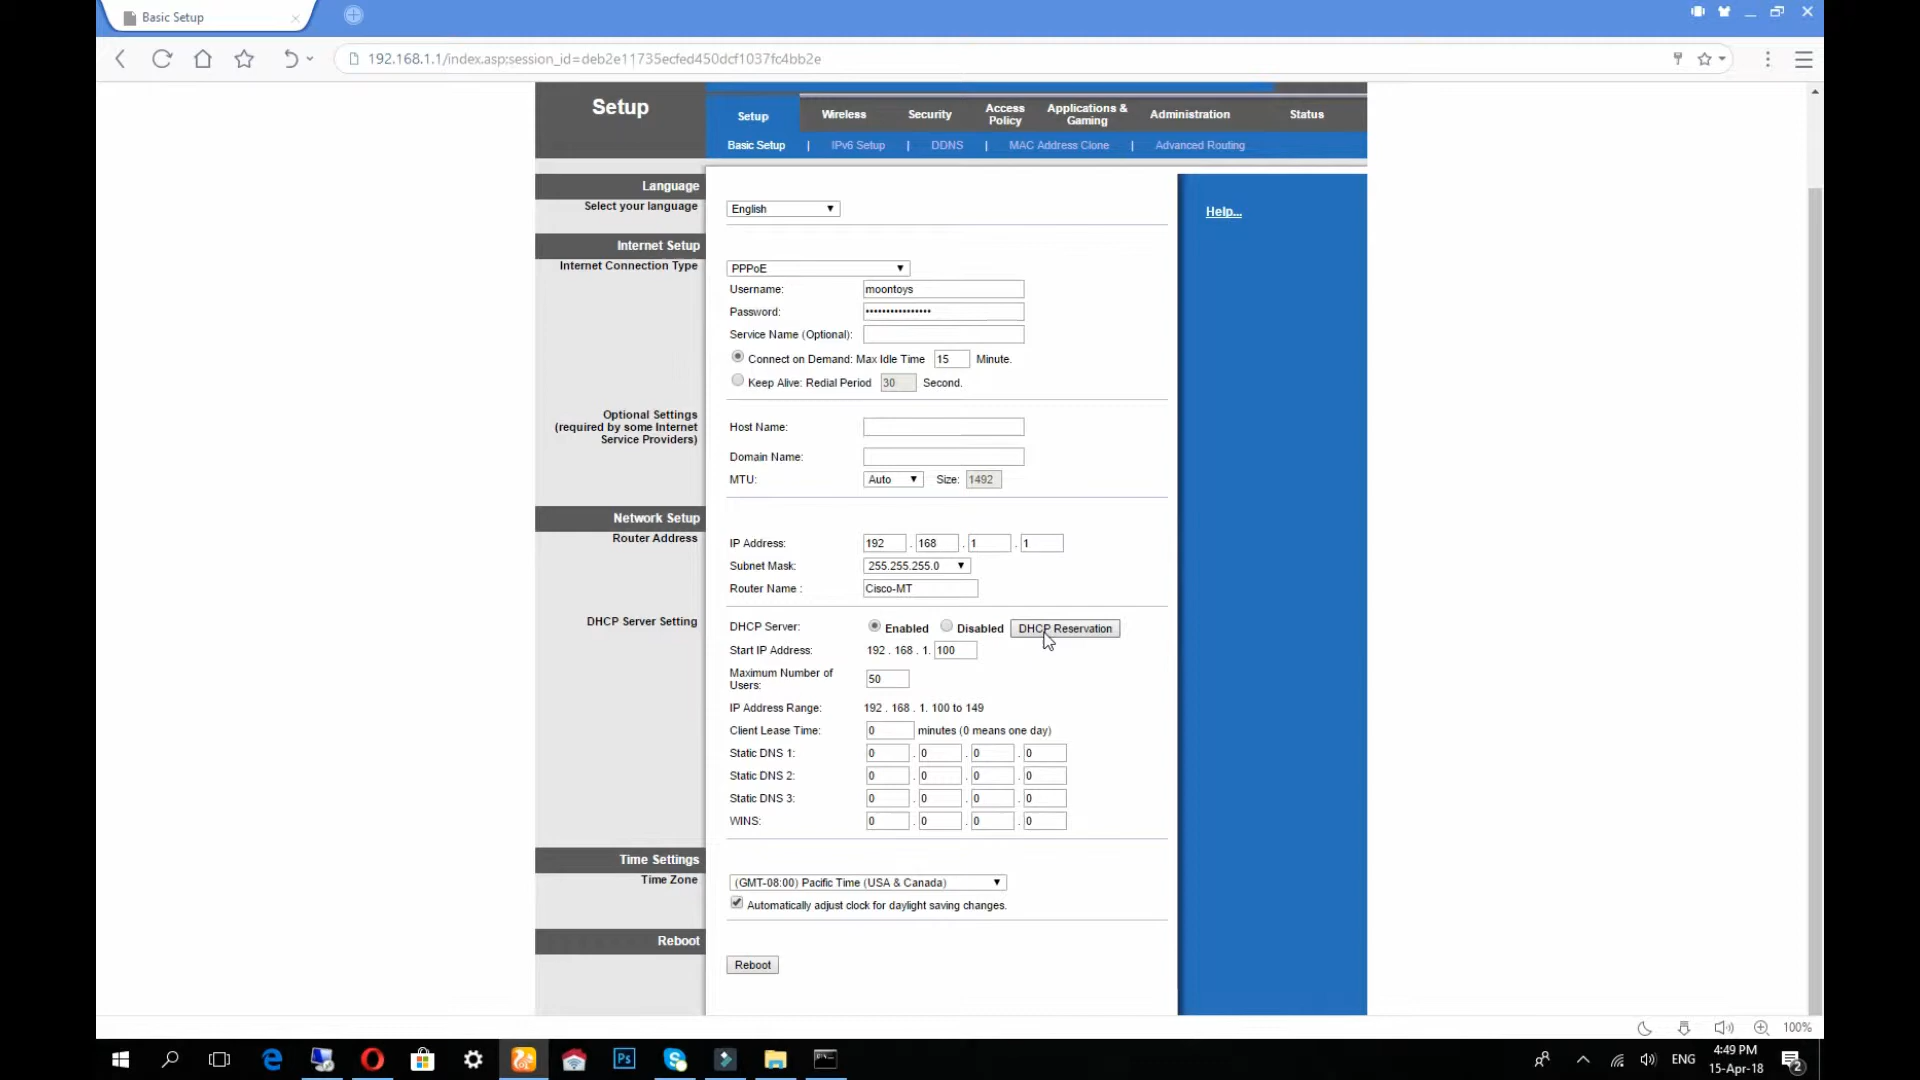 Basic Setup
192.168.1.1/index.asp;session_id=deb2e11735ecfed450dcf1037fc4bb2e
Setup
Setup
Wireless
Security
Access Policy
Applications & Gaming
Administration
Status
Basic Setup | IPv6 Setup | DDNS | MAC Address Clone | Advanced Routing
Language
Select your language
English
Help...
Internet Setup
Internet Connection Type
PPPoE
Username: moontoys
Password: ••••••••••••••••
Service Name (Optional):
Connect on Demand: Max Idle Time 15 Minute.
Keep Alive: Redial Period 30 Second.
Optional Settings
(required by some Internet
Service Providers)
Host Name:
Domain Name:
MTU: Auto Size: 1492
Network Setup
Router Address
IP Address: 192 . 168 . 1 . 1
Subnet Mask: 255.255.255.0
Router Name : Cisco-MT
DHCP Server Setting
DHCP Server: Enabled Disabled DHCP Reservation
Start IP Address: 192 . 168 . 1. 100
Maximum Number of
Users: 50
IP Address Range: 192 . 168 . 1. 100 to 149
Client Lease Time: 0 minutes (0 means one day)
Static DNS 1: 0 . 0 . 0 . 0
Static DNS 2: 0 . 0 . 0 . 0
Static DNS 3: 0 . 0 . 0 . 0
WINS: 0 . 0 . 0 . 0
Time Settings
Time Zone
(GMT-08:00) Pacific Time (USA & Canada)
Automatically adjust clock for daylight saving changes.
Reboot
Reboot
100%
Ps
ENG
4:49 PM
15-Apr-18
2